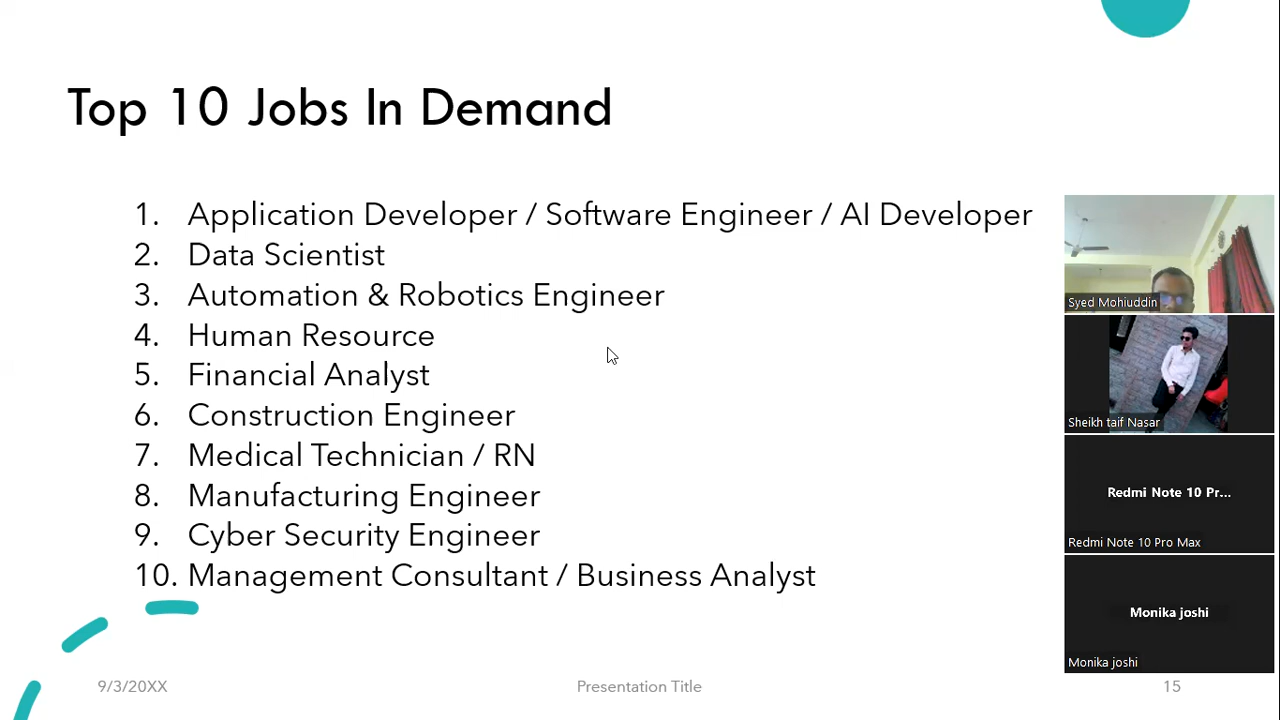 Top 10 Jobs In Demand
1. Application Developer / Software Engineer / AI Developer
2. Data Scientist
3. Automation & Robotics Engineer
4. Human Resource
5. Financial Analyst
6. Construction Engineer
7. Medical Technician / RN
8. Manufacturing Engineer
9. Cyber Security Engineer
10. Management Consultant / Business Analyst
Syed Mohiuddin
Sheikh taif Nasar
Redmi Note 10 Pr...
Redmi Note 10 Pro Max
Monika joshi
Monika joshi
9/3/20XX
Presentation Title
15